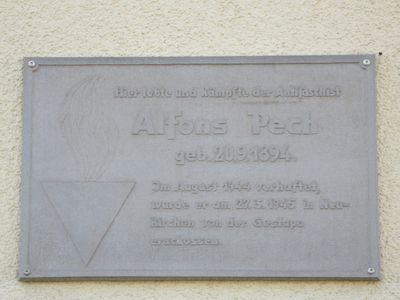 Hier lebte und kämpfte der Antifaschist
Alfons Pech
geb. 20.9.1894.
Im August 1944 verhaftet,
wurde er am 27.3.1945 in Neu-
kirchen von der Gestapo
erschossen.